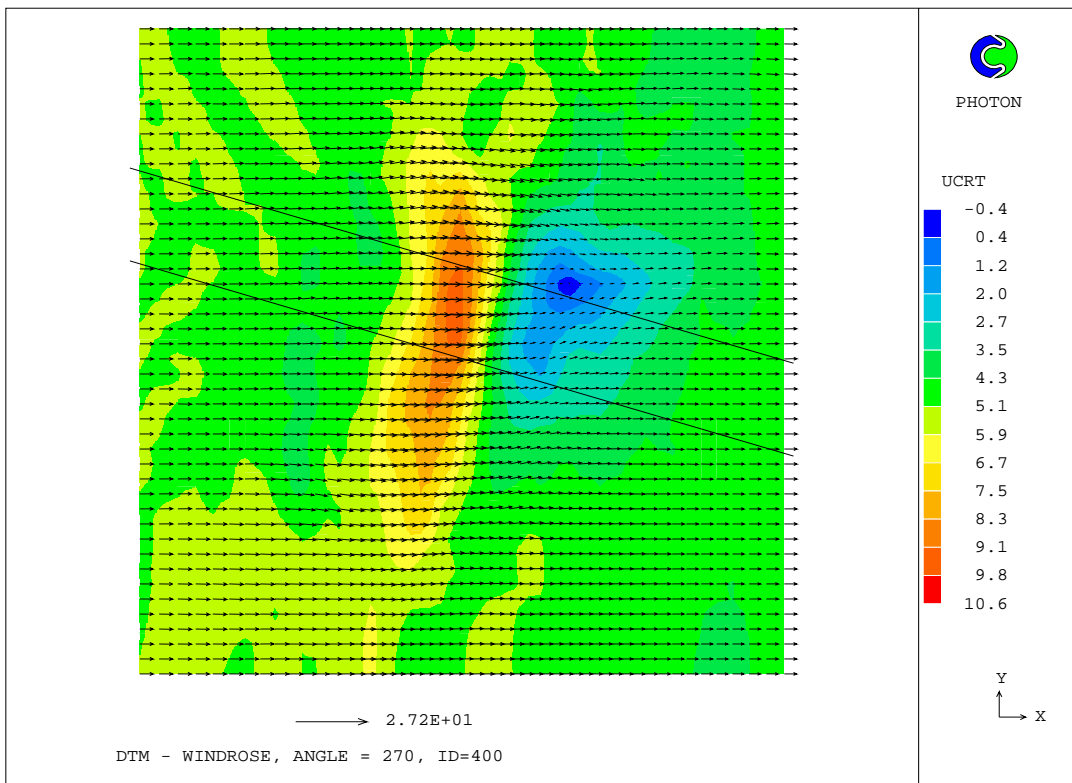 PHOTON
UCRT
-0.4
0.4
1.2
2.0
2.7
3.5
4.3
5.1
5.9
6.7
7.5
8.3
9.1
9.8
10.6
Y
X
2.72E+01
DTM - WINDROSE, ANGLE = 270, ID=400